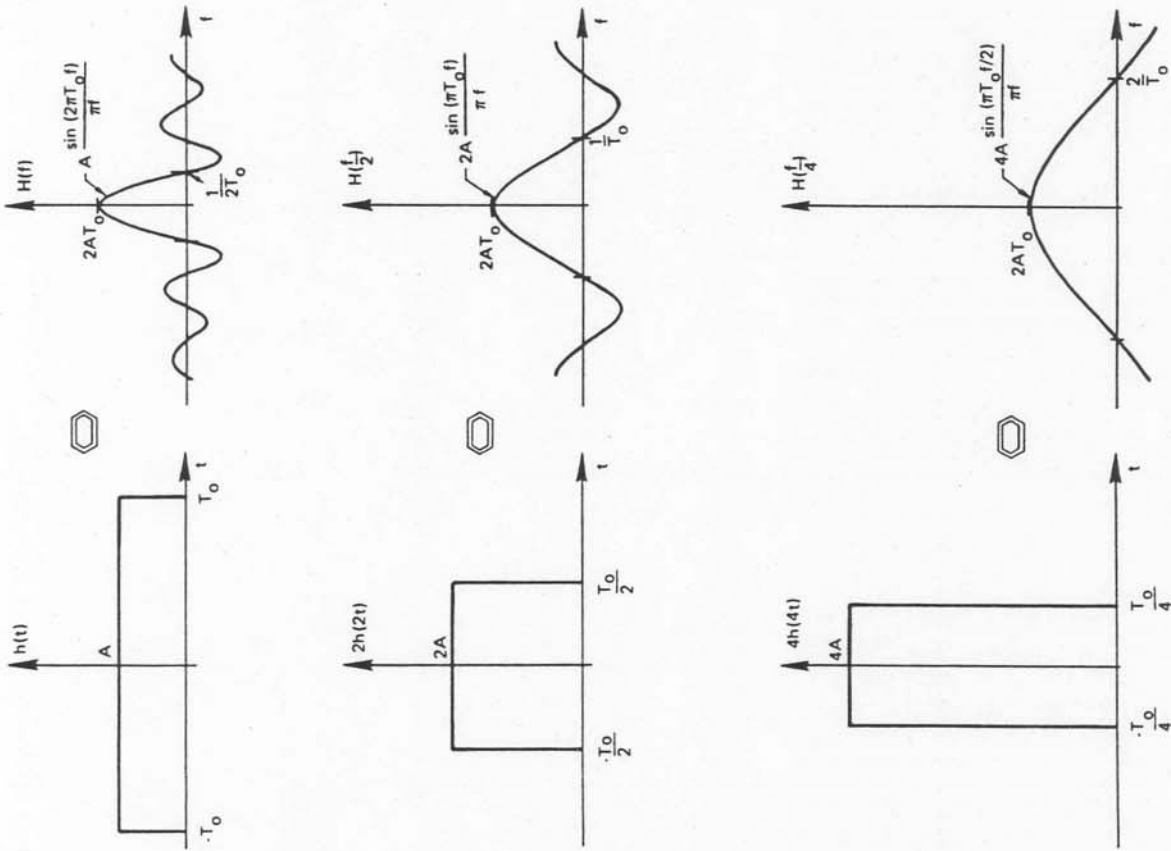 h(t)
A
-T₀
T₀
t
H(f)
2AT₀
A sin (2πT₀f)/πf
1/2T₀
f
2h(2t)
2A
-T₀/2
T₀/2
t
H(f/2)
2AT₀
2A sin (πT₀f)/πf
1/T₀
f
4h(4t)
4A
-T₀/4
T₀/4
t
H(f/4)
2AT₀
4A sin (πT₀f/2)/πf
2/T₀
f